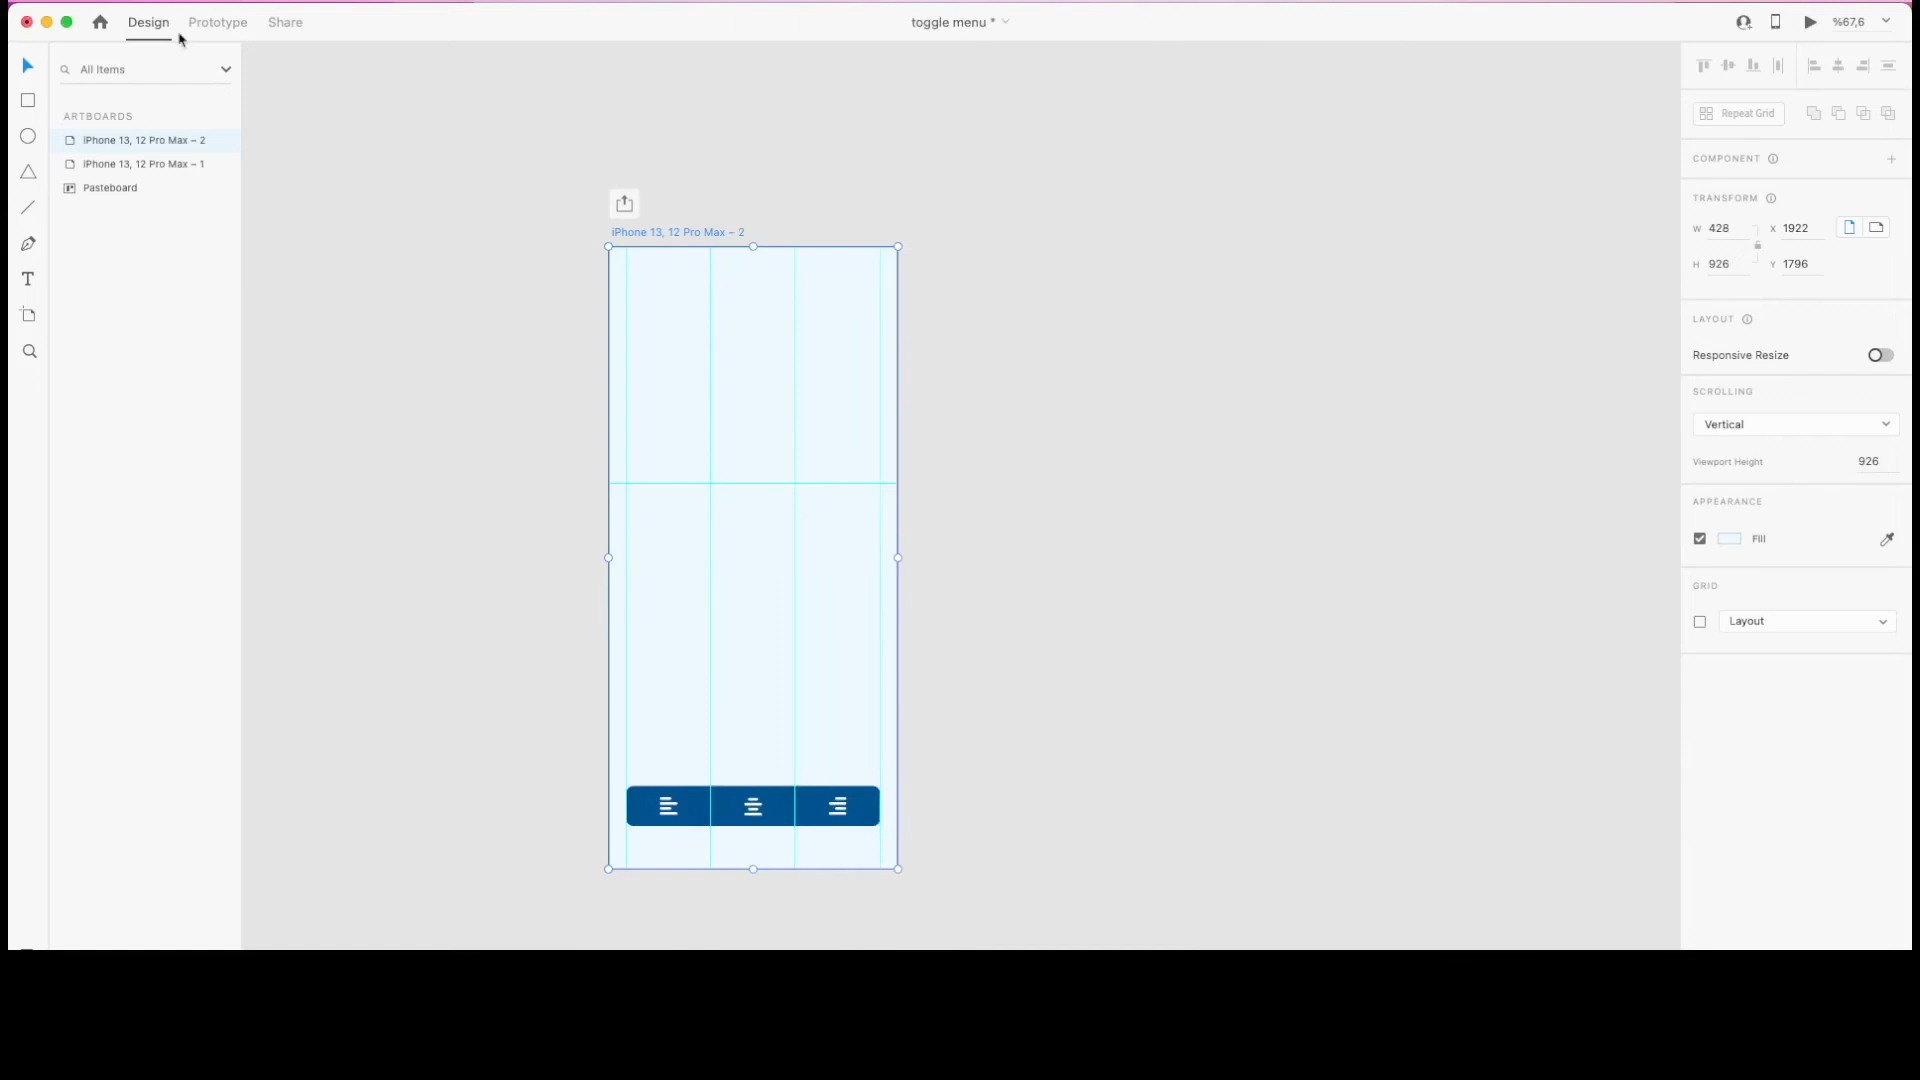 Design Prototype Share
toggle menu *
%67,6
All Items
ARTBOARDS
iPhone 13, 12 Pro Max – 2
iPhone 13, 12 Pro Max – 1
Pasteboard
iPhone 13, 12 Pro Max – 2
Repeat Grid
COMPONENT
TRANSFORM
W 428 X 1922
H 926 Y 1796
LAYOUT
Responsive Resize
SCROLLING
Vertical
Viewport Height 926
APPEARANCE
Fill
GRID
Layout